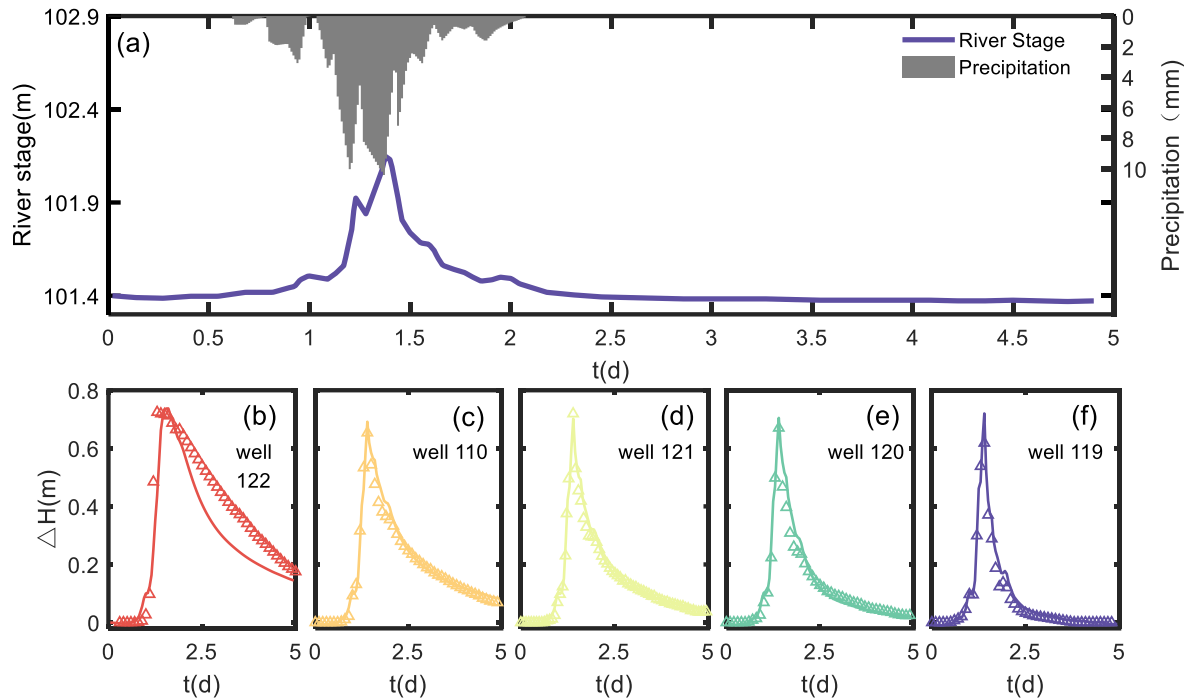 102.9
102.4
101.9
101.4
River stage(m)
(a)
River Stage
Precipitation
0
2
4
6
8
10
Precipitation（mm)
0
0.5
1
1.5
2
2.5
3
3.5
4
4.5
5
t(d)
0.8
0.6
0.4
0.2
0
△H(m)
(b)
well
122
0
2.5
5
t(d)
(c)
well 110
0
2.5
5
t(d)
(d)
well 121
0
2.5
5
t(d)
(e)
well 120
0
2.5
5
t(d)
(f)
well 119
0
2.5
5
t(d)